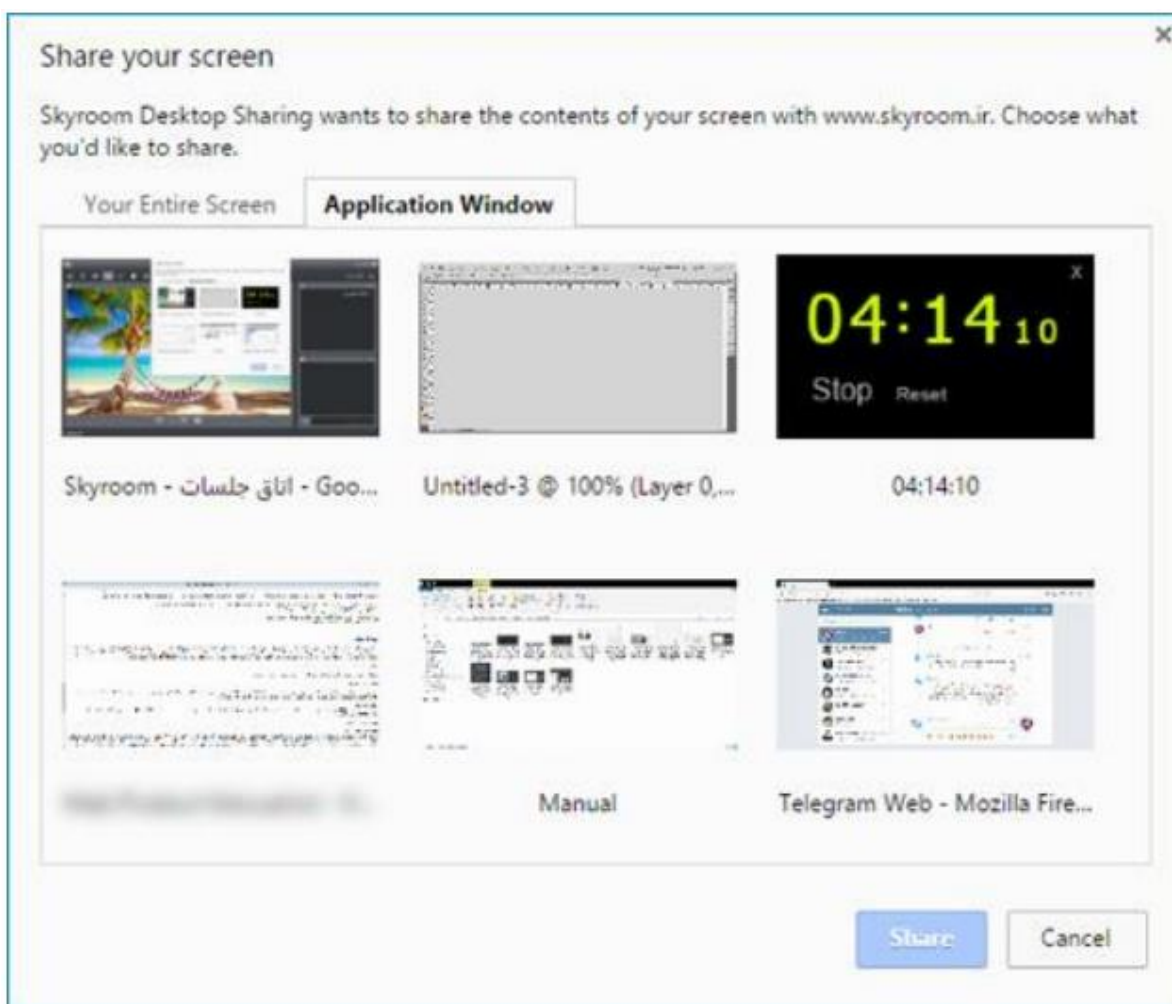 Share your screen
Skyroom Desktop Sharing wants to share the contents of your screen with www.skyroom.ir. Choose what
you'd like to share.
Your Entire Screen
Application Window
X
04:14 10
Stop Reset
Skyroom - اتاق جلسات - Goo...
Untitled-3 @ 100% (Layer 0,...
04:14:10
Manual
Telegram Web - Mozilla Fire...
Share
Cancel